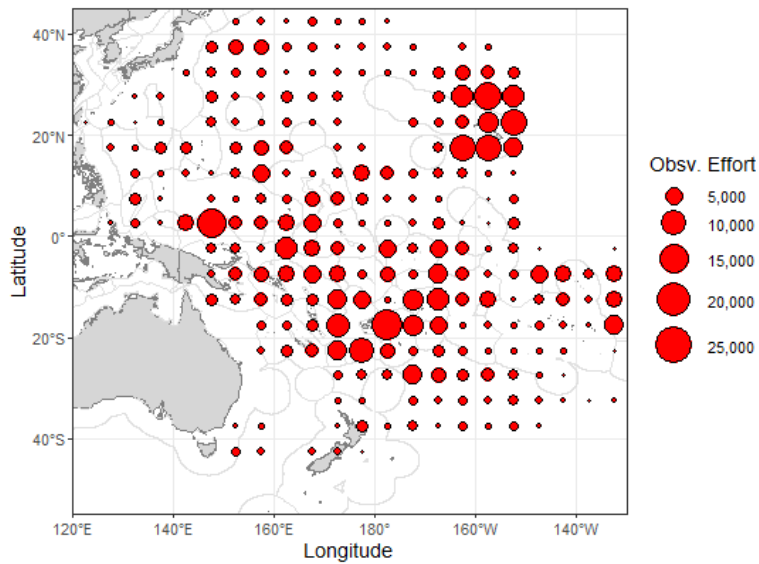 40°N
20°N
0°
20°S
40°S
Latitude
120°E
140°E
160°E
180°
160°W
140°W
Longitude
Obsv. Effort
5,000
10,000
15,000
20,000
25,000